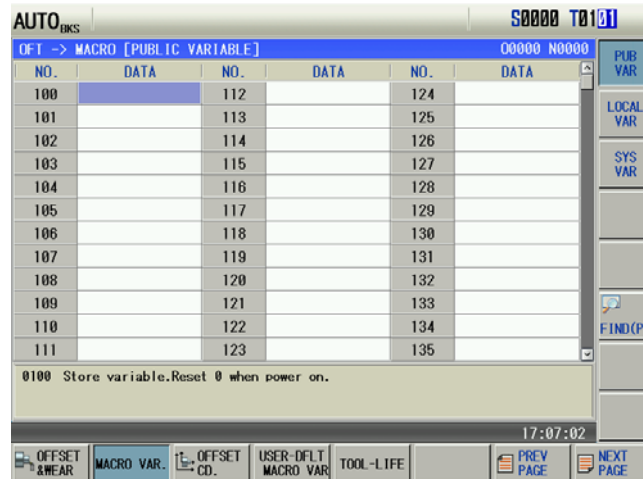 AUTO BKS S0000 T0101
OFT -> MACRO [PUBLIC VARIABLE] O0000 N0000
NO. DATA NO. DATA NO. DATA
100 112 124
101 113 125
102 114 126
103 115 127
104 116 128
105 117 129
106 118 130
107 119 131
108 120 132
109 121 133
110 122 134
111 123 135
0100 Store variable.Reset 0 when power on.
17:07:02
PUB
VAR
LOCAL
VAR
SYS
VAR
FIND(P
OFFSET
&WEAR
MACRO VAR.
OFFSET
CD.
USER-DFLT
MACRO VAR
TOOL-LIFE
PREV
PAGE
NEXT
PAGE